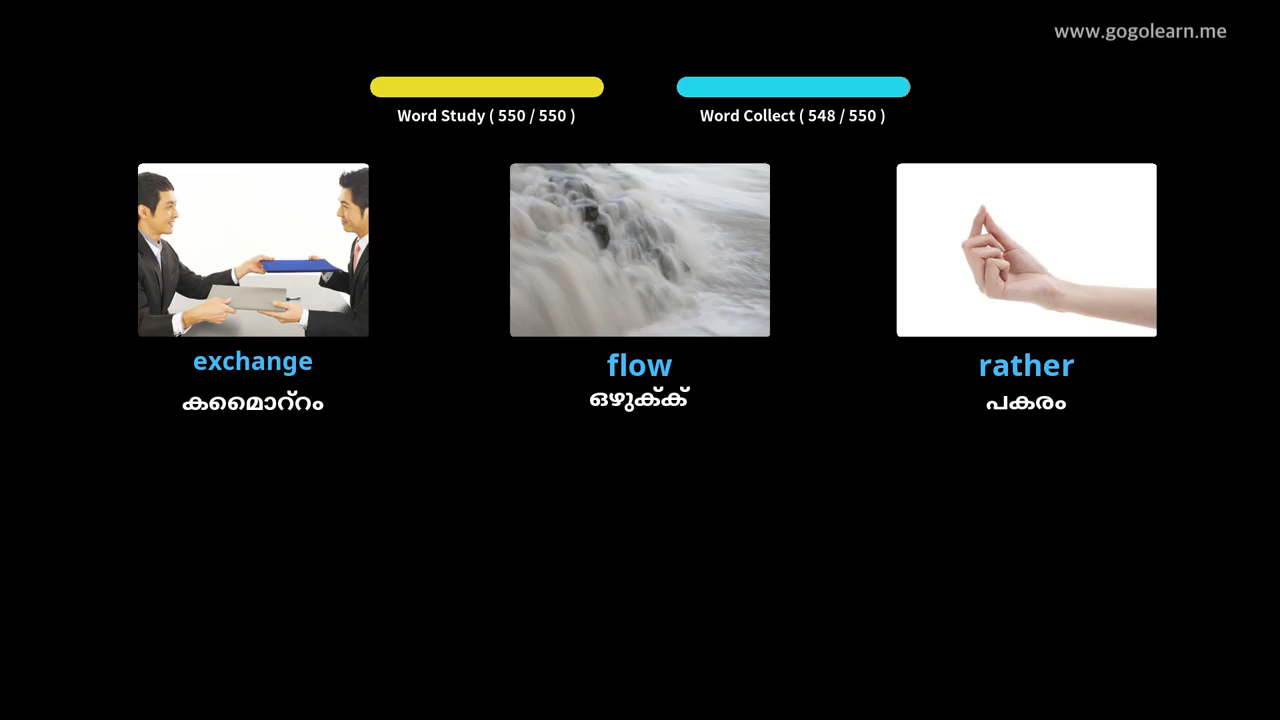 www.gogolearn.me
Word Study ( 550 / 550 )
Word Collect ( 548 / 550 )
exchange
flow
rather
കൈമാറ്റം
ഒഴുക്ക്
പകരം